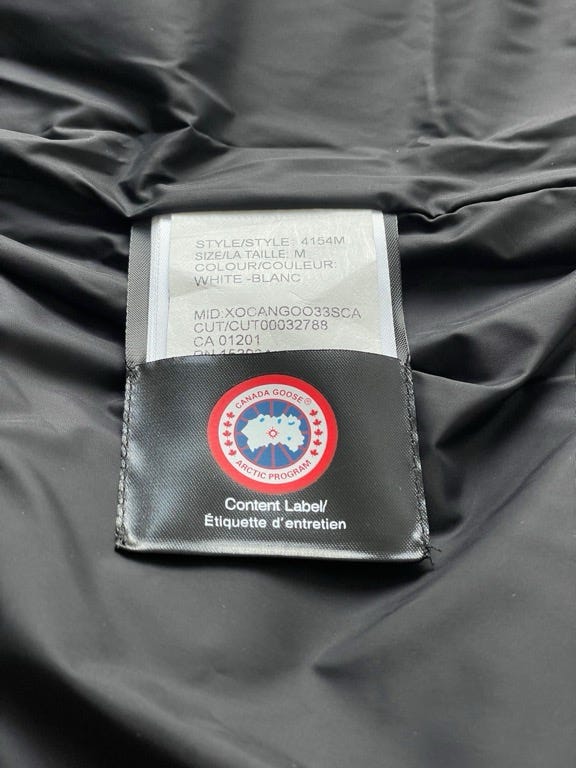 STYLE/STYLE: 4154M
SIZE/LA TAILLE: M
COLOUR/COULEUR:
WHITE -BLANC
MID:XOCANGOO33SCA
CUT/CUT00032788
CA 01201
CANADA GOOSE®
ARCTIC PROGRAM
Content Label/
Étiquette d'entretien